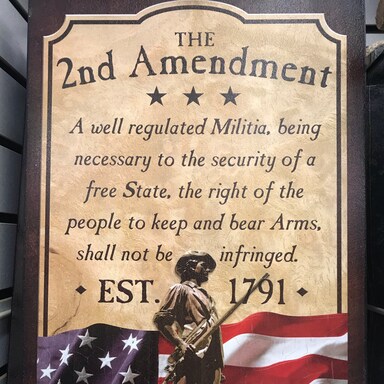 THE
2nd Amendment
★ ★ ★
A well regulated Militia, being
necessary to the security of a
free State, the right of the
people to keep and bear Arms,
shall not be infringed.
• EST. 1791 •